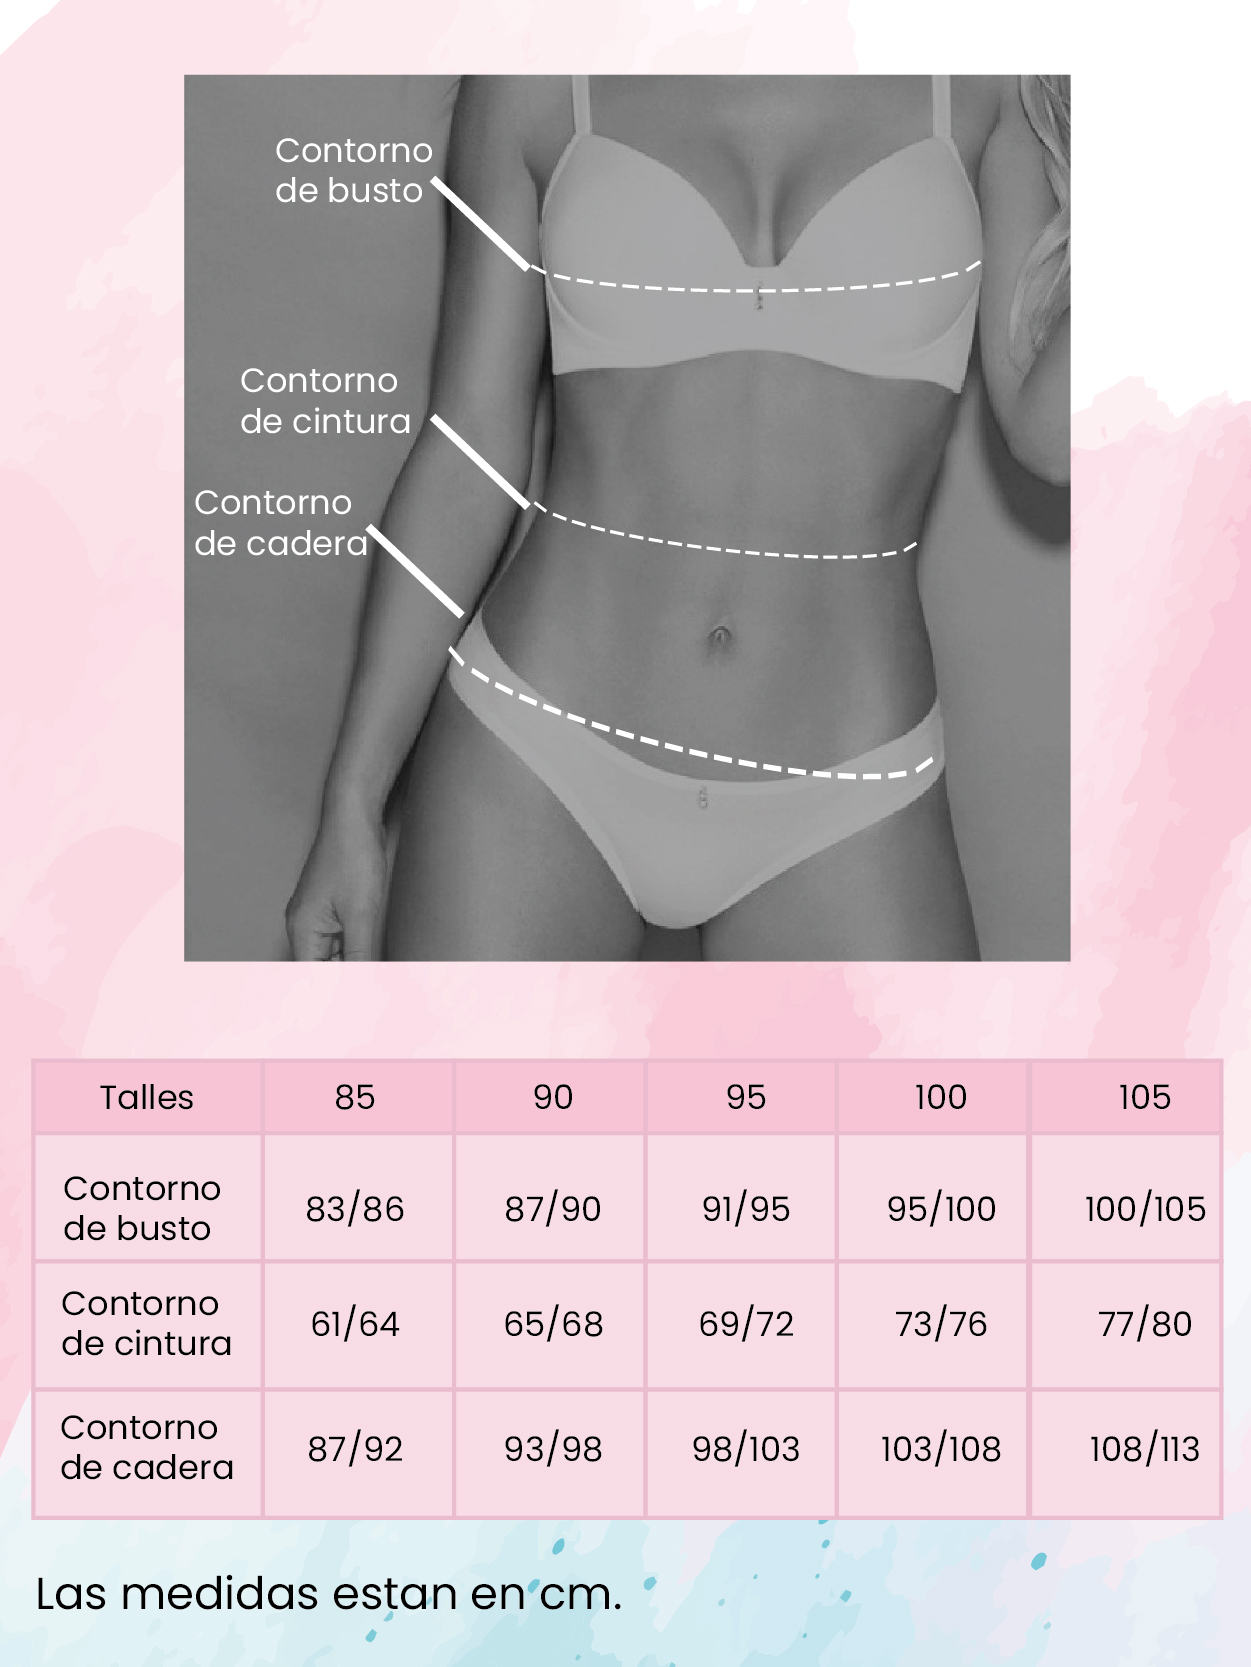 Contorno
de busto
Contorno
de cintura
Contorno
de cadera
Talles 85 90 95 100 105
Contorno
de busto 83/86 87/90 91/95 95/100 100/105
Contorno
de cintura 61/64 65/68 69/72 73/76 77/80
Contorno
de cadera 87/92 93/98 98/103 103/108 108/113
Las medidas estan en cm.